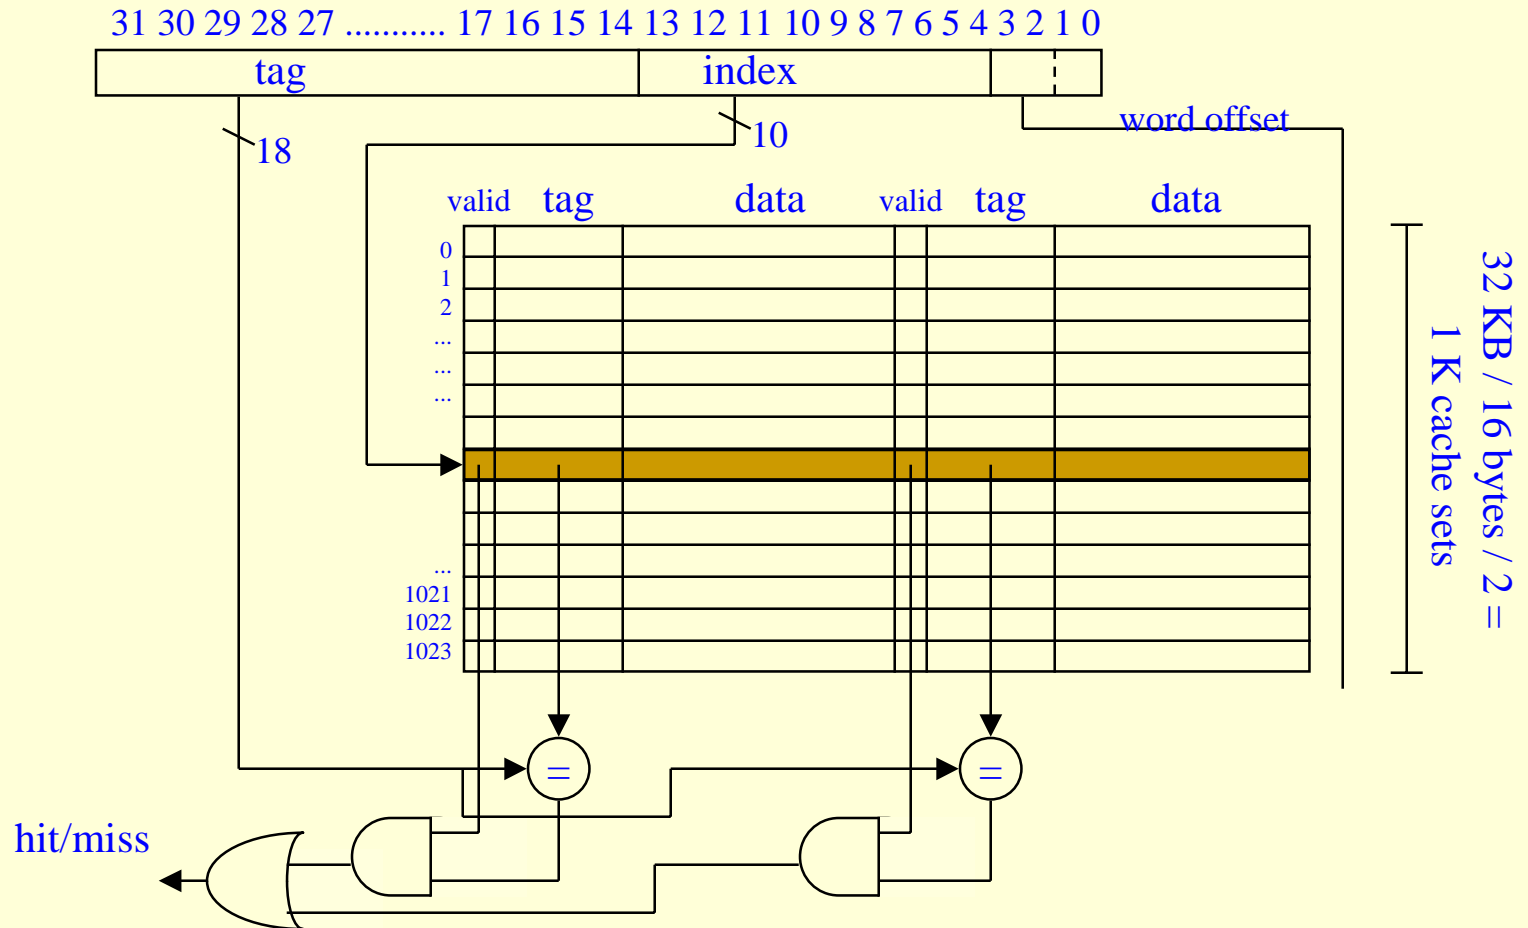 31 30 29 28 27 ........... 17 16 15 14 13 12 11 10 9 8 7 6 5 4 3 2 1 0
tag index
word offset
18
10
valid tag data valid tag data
0
1
2
...
...
...
...
1021
1022
1023
32 KB / 16 bytes / 2 =
1 K cache sets
= =
hit/miss